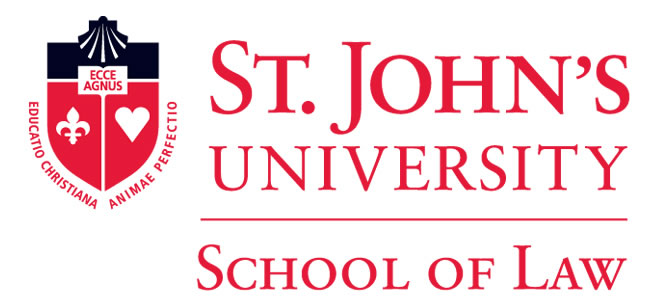 ECCE
AGNUS
EDUCATIO CHRISTIANA ANIMAE PERFECTIO
ST. JOHN'S
UNIVERSITY
SCHOOL OF LAW